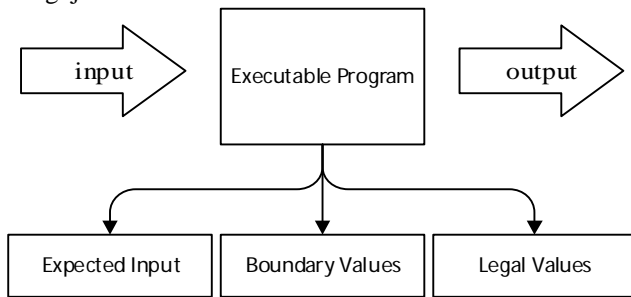 input
Executable Program
output
Expected Input
Boundary Values
Legal Values